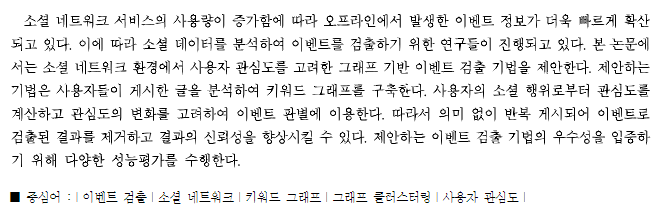 소셜 네트워크 서비스의 사용량이 증가함에 따라 오프라인에서 발생한 이벤트 정보가 더욱 빠르게 확산
되고 있다. 이에 따라 소셜 데이터를 분석하여 이벤트를 검출하기 위한 연구들이 진행되고 있다. 본 논문에
서는 소셜 네트워크 환경에서 사용자 관심도를 고려한 그래프 기반 이벤트 검출 기법을 제안한다. 제안하는
기법은 사용자들이 게시한 글을 분석하여 키워드 그래프를 구축한다. 사용자의 소셜 행위로부터 관심도를
계산하고 관심도의 변화를 고려하여 이벤트 판별에 이용한다. 따라서 의미 없이 반복 게시되어 이벤트로
검출된 결과를 제거하고 결과의 신뢰성을 향상시킬 수 있다. 제안하는 이벤트 검출 기법의 우수성을 입증하
기 위해 다양한 성능평가를 수행한다.
■ 중심어 : | 이벤트 검출 | 소셜 네트워크 | 키워드 그래프 | 그래프 클러스터링 | 사용자 관심도 |